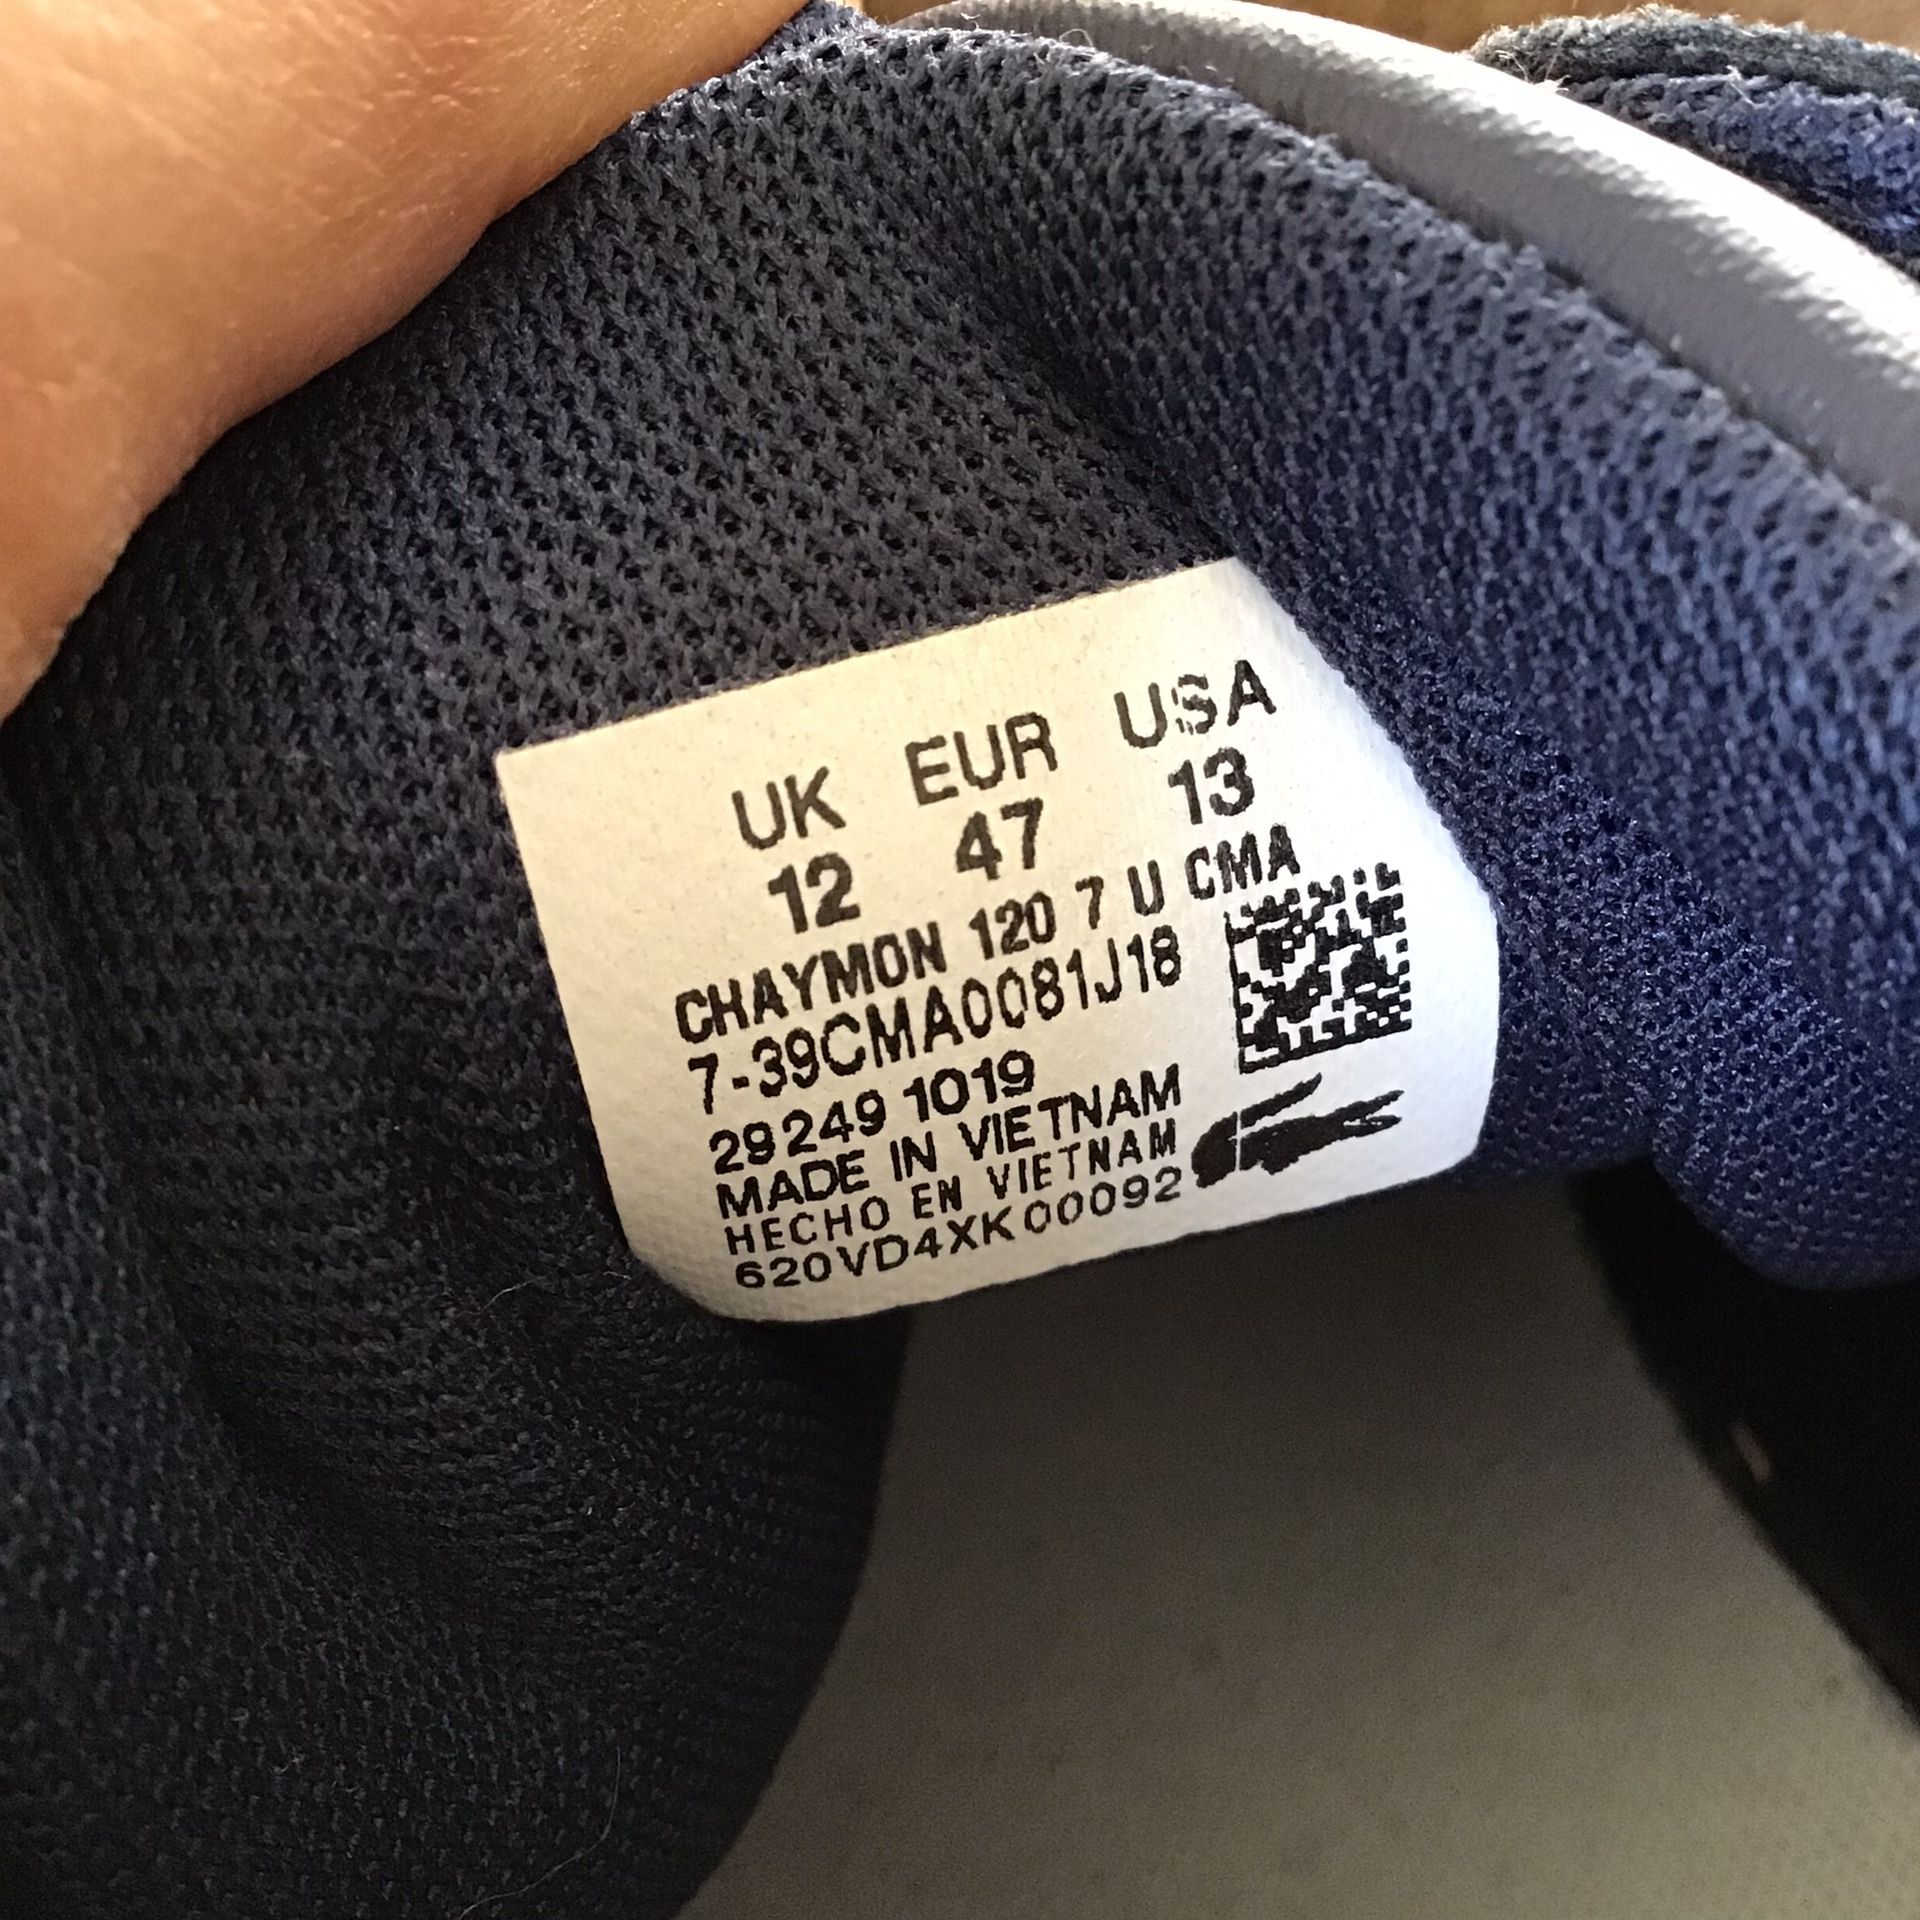 UK EUR USA
12 47 13
CHAYMON 120 7 U CMA
7-39CMA0081J18
29249 1019
MADE IN VIETNAM
HECHO EN VIETNAM
620VD4XK00092